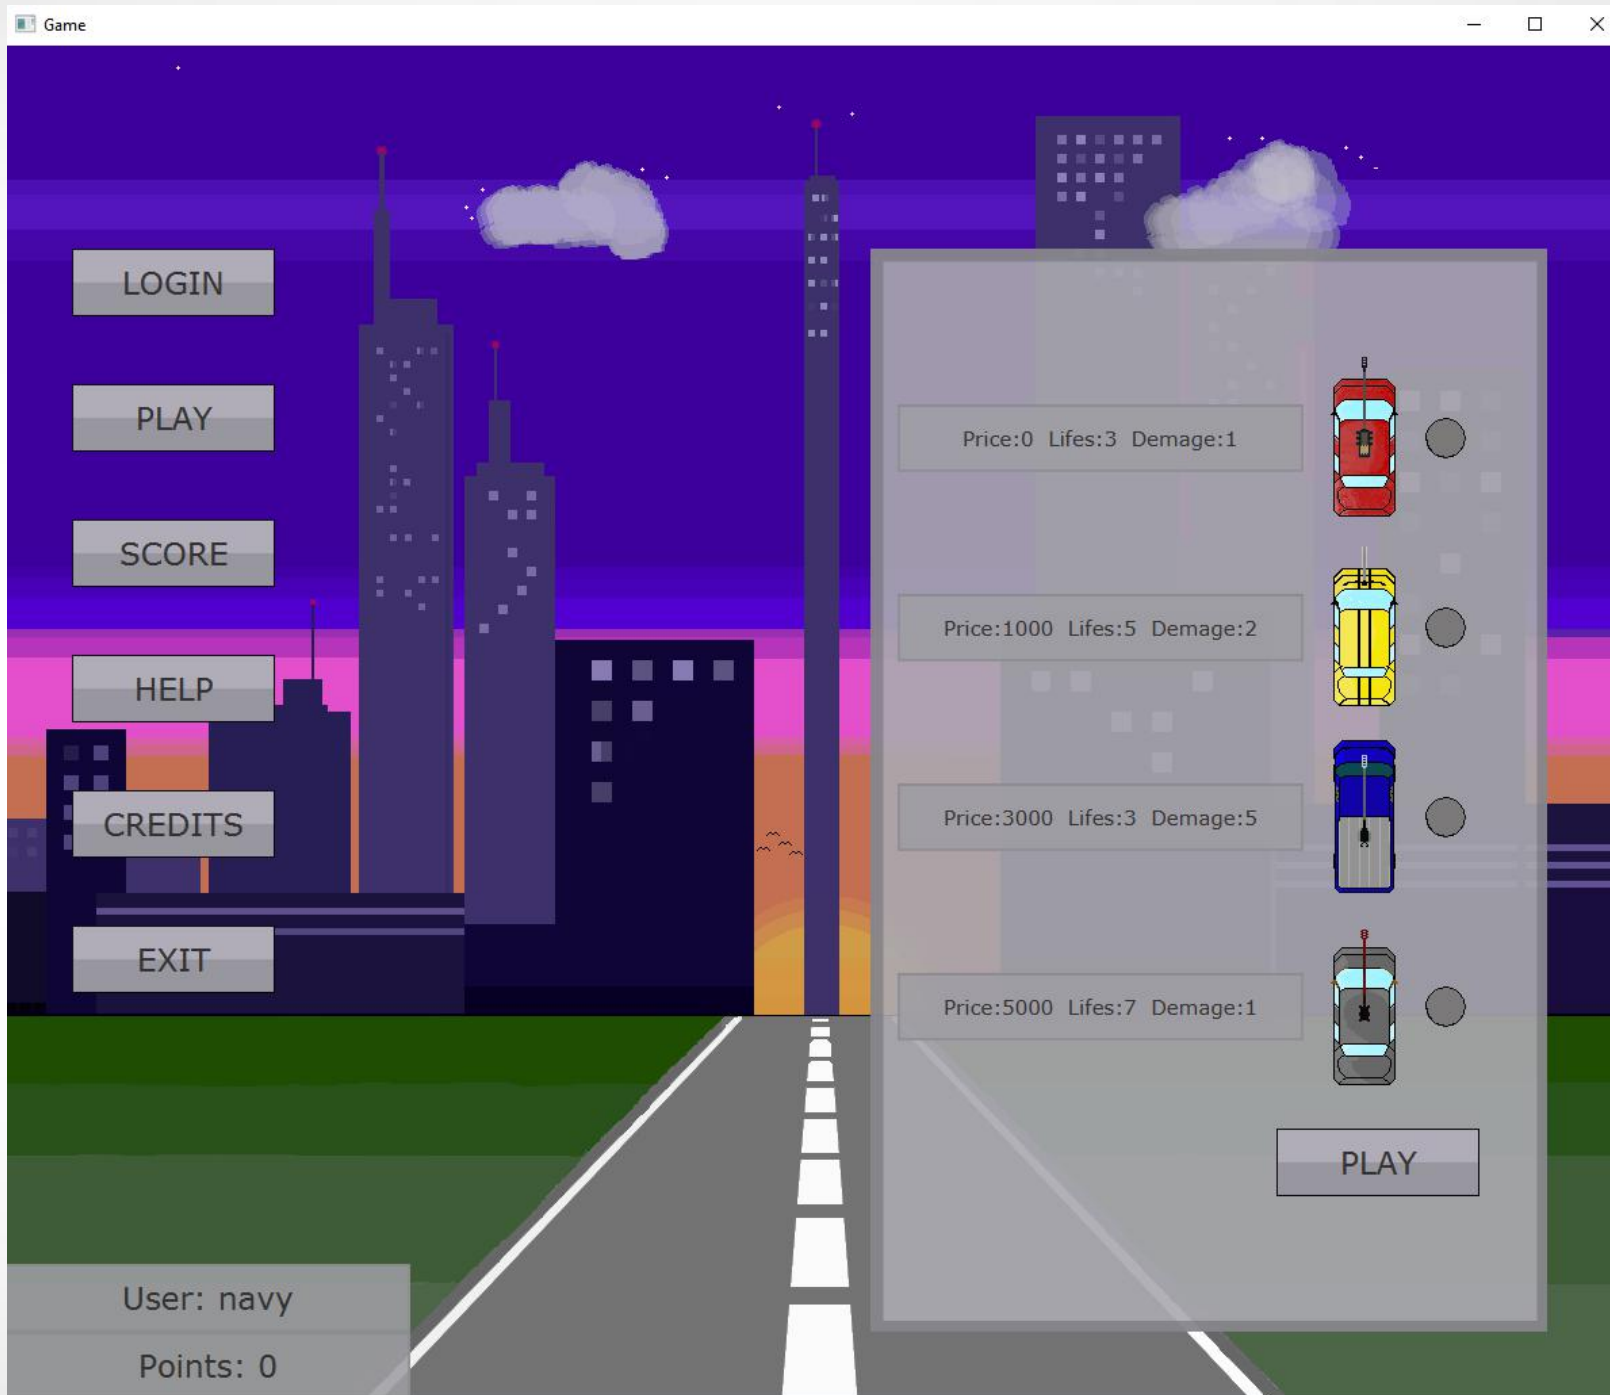 Game
LOGIN
PLAY
SCORE
HELP
CREDITS
EXIT
Price:0 Lifes:3 Demage:1
Price:1000 Lifes:5 Demage:2
Price:3000 Lifes:3 Demage:5
Price:5000 Lifes:7 Demage:1
PLAY
User: navy
Points: 0